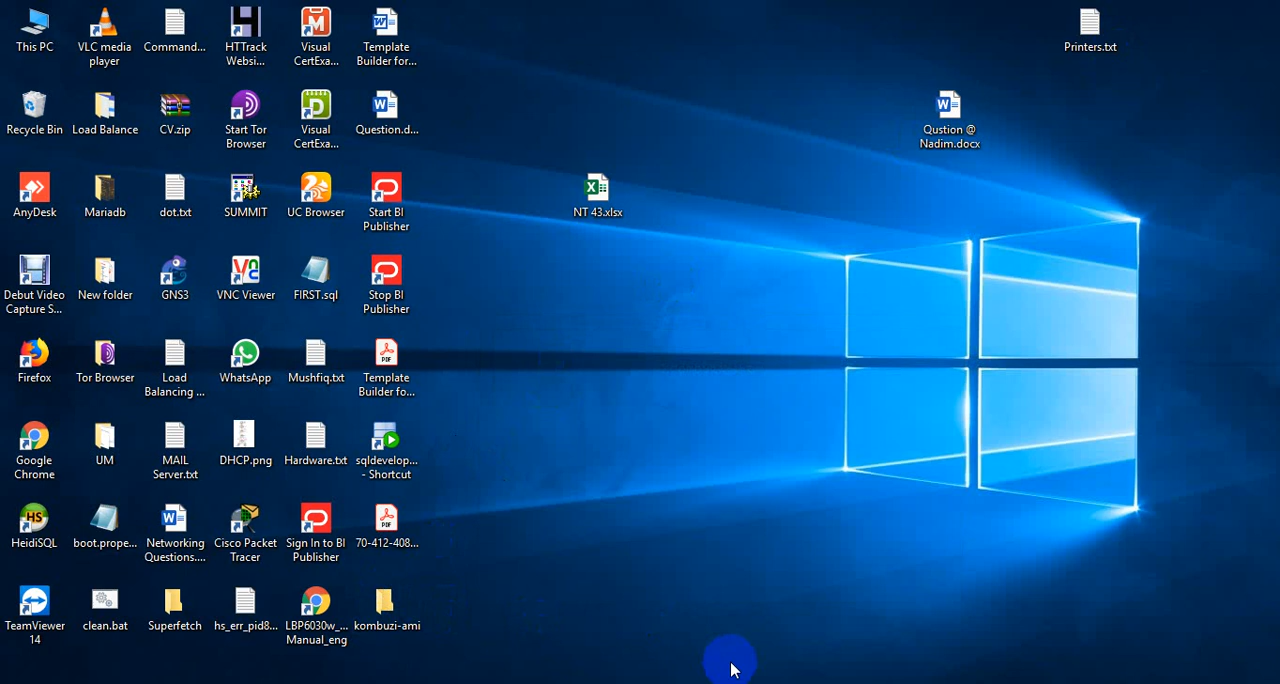 This PC
VLC media
player
Command...
HTTrack
Websi...
Visual
CertExa...
Template
Builder for...
Printers.txt
Recycle Bin
Load Balance
CV.zip
Start Tor
Browser
Visual
CertExa...
Question.d...
Qustion @
Nadim.docx
AnyDesk
Mariadb
dot.txt
SUMMIT
UC Browser
Start BI
Publisher
NT 43.xlsx
Debut Video
Capture S...
New folder
GNS3
VNC Viewer
FIRST.sql
Stop BI
Publisher
Firefox
Tor Browser
Load
Balancing ...
WhatsApp
Mushfiq.txt
Template
Builder fo...
Google
Chrome
UM
MAIL
Server.txt
DHCP.png
Hardware.txt
sqldevelop...
- Shortcut
HeidiSQL
boot.prope...
Networking
Questions....
Cisco Packet
Tracer
Sign In to BI
Publisher
70-412-408...
TeamViewer
14
clean.bat
Superfetch
hs_err_pid8...
LBP6030w_...
Manual_eng
kombuzi-ami